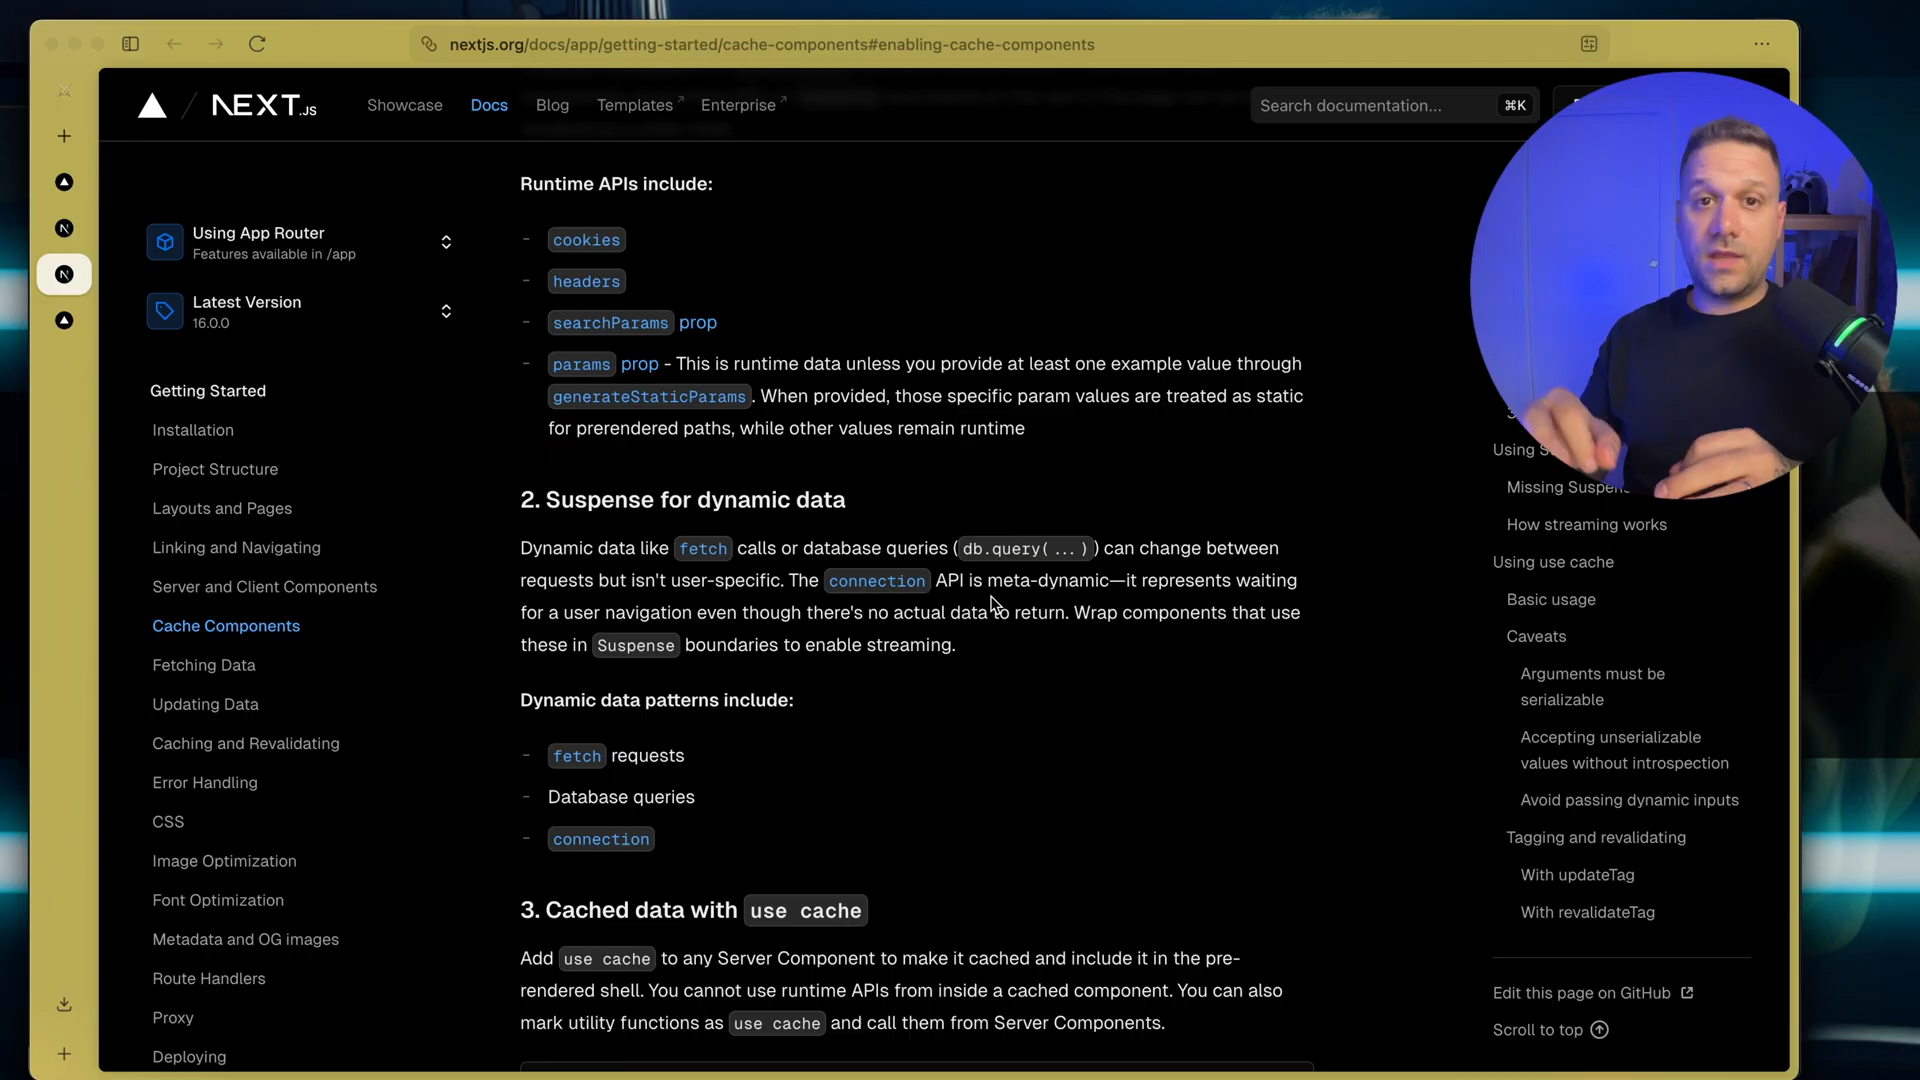 nextjs.org/docs/app/getting-started/cache-components#enabling-cache-components
NEXT.JS
Showcase
Docs
Blog
Templates
Enterprise
Search documentation...
⌘K
Using App Router
Features available in /app
Latest Version
16.0.0
Getting Started
Installation
Project Structure
Layouts and Pages
Linking and Navigating
Server and Client Components
Cache Components
Fetching Data
Updating Data
Caching and Revalidating
Error Handling
CSS
Image Optimization
Font Optimization
Metadata and OG images
Route Handlers
Proxy
Deploying
Runtime APIs include:
- cookies
- headers
- searchParams prop
- params prop - This is runtime data unless you provide at least one example value through
generateStaticParams. When provided, those specific param values are treated as static
for prerendered paths, while other values remain runtime
2. Suspense for dynamic data
Dynamic data like fetch calls or database queries (db.query(...)) can change between
requests but isn't user-specific. The connection API is meta-dynamic—it represents waiting
for a user navigation even though there's no actual data to return. Wrap components that use
these in Suspense boundaries to enable streaming.
Dynamic data patterns include:
- fetch requests
- Database queries
- connection
3. Cached data with use cache
Add use cache to any Server Component to make it cached and include it in the pre-
rendered shell. You cannot use runtime APIs from inside a cached component. You can also
mark utility functions as use cache and call them from Server Components.
Using
Missing
How streaming works
Using use cache
Basic usage
Caveats
Arguments must be
serializable
Accepting unserializable
values without introspection
Avoid passing dynamic inputs
Tagging and revalidating
With updateTag
With revalidateTag
Edit this page on GitHub
Scroll to top